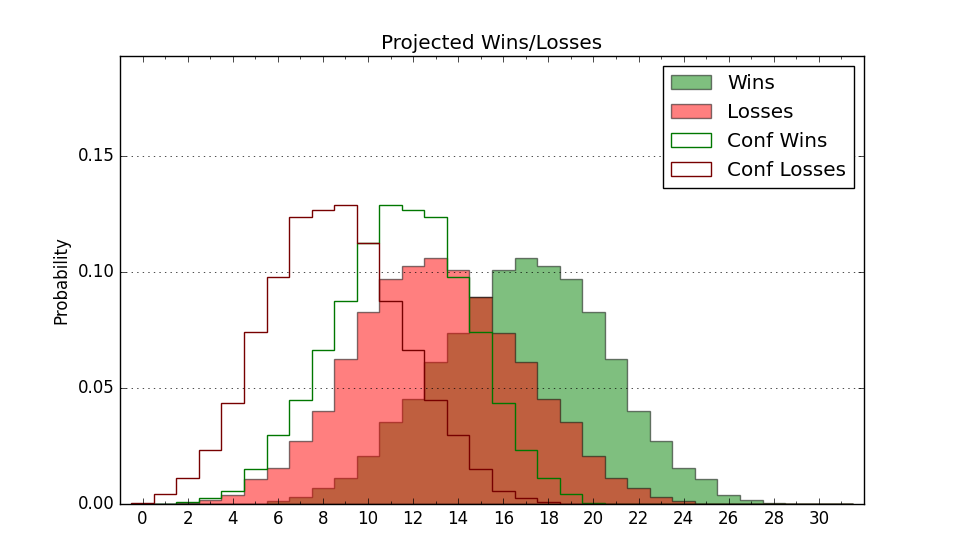 Projected Wins/Losses
Wins
Losses
Conf Wins
Conf Losses
Probability
0.15
0.10
0.05
0.00
0 2 4 6 8 10 12 14 16 18 20 22 24 26 28 30